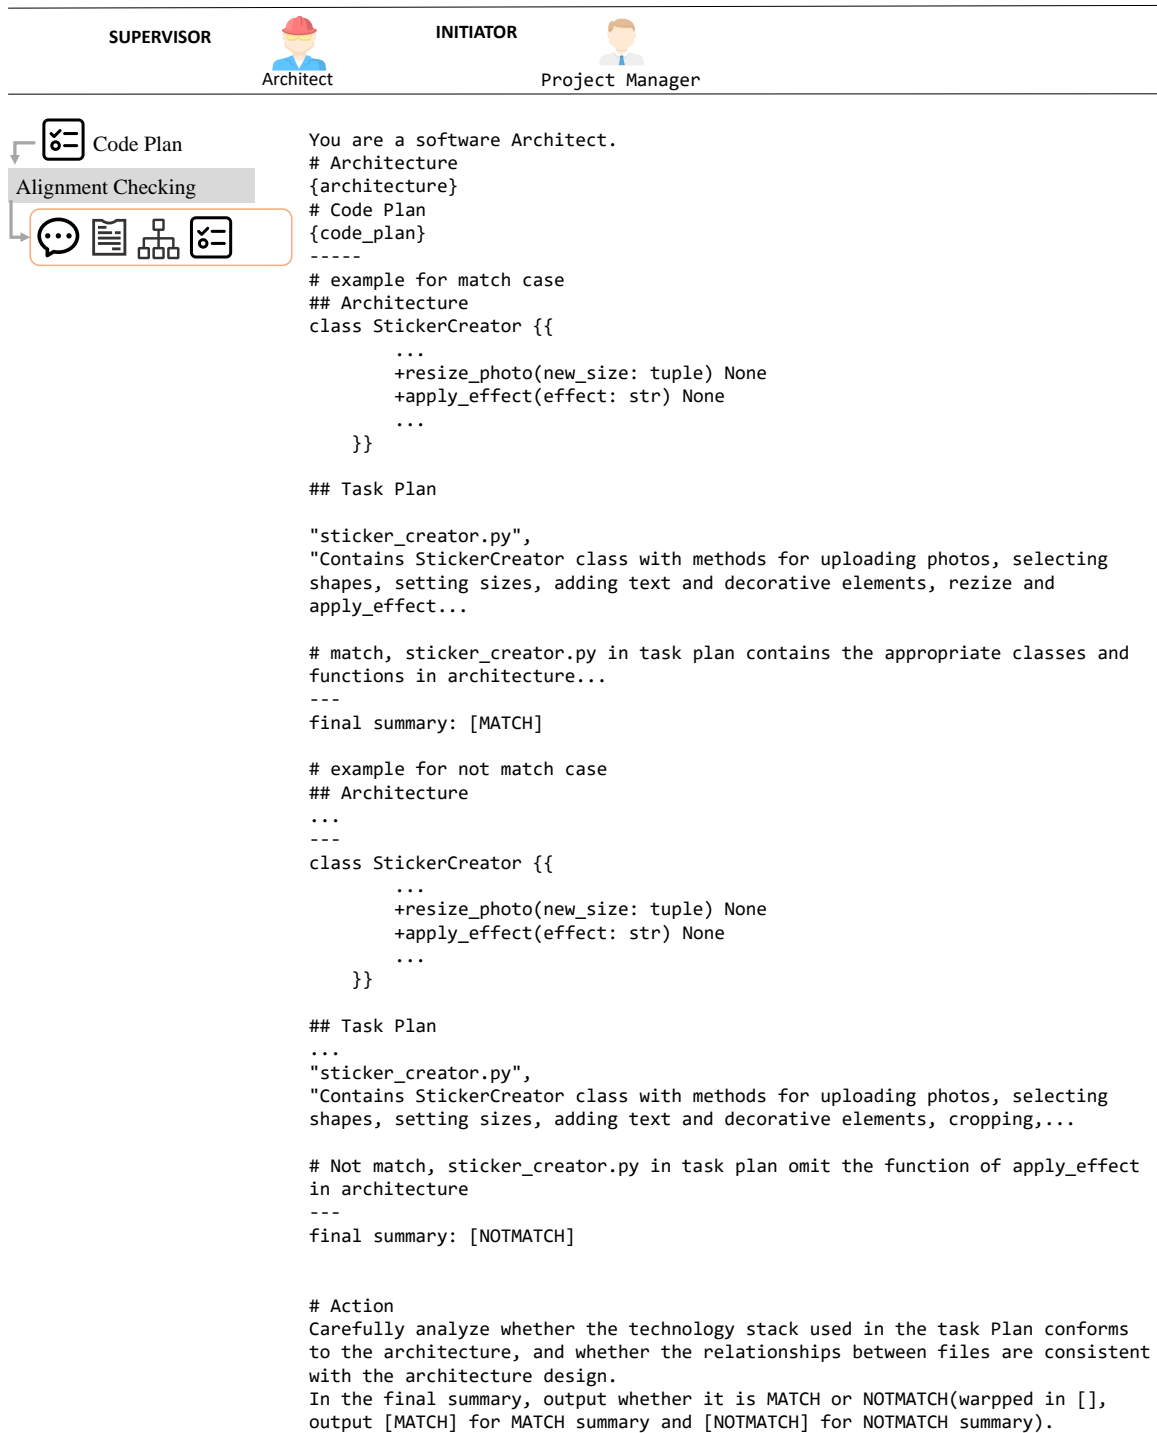 SUPERVISOR
INITIATOR
Architect
Project Manager
Code Plan
Alignment Checking
You are a software Architect.
# Architecture
{architecture}
# Code Plan
{code_plan}
-----
# example for match case
## Architecture
class StickerCreator {{
        ...
        +resize_photo(new_size: tuple) None
        +apply_effect(effect: str) None
        ...
    }}
## Task Plan
"sticker_creator.py",
"Contains StickerCreator class with methods for uploading photos, selecting
shapes, setting sizes, adding text and decorative elements, rezize and
apply_effect...
# match, sticker_creator.py in task plan contains the appropriate classes and
functions in architecture...
---
final summary: [MATCH]
# example for not match case
## Architecture
...
---
class StickerCreator {{
        ...
        +resize_photo(new_size: tuple) None
        +apply_effect(effect: str) None
        ...
    }}
## Task Plan
...
"sticker_creator.py",
"Contains StickerCreator class with methods for uploading photos, selecting
shapes, setting sizes, adding text and decorative elements, cropping,...
# Not match, sticker_creator.py in task plan omit the function of apply_effect
in architecture
---
final summary: [NOTMATCH]
# Action
Carefully analyze whether the technology stack used in the task Plan conforms
to the architecture, and whether the relationships between files are consistent
with the architecture design.
In the final summary, output whether it is MATCH or NOTMATCH(warpped in [],
output [MATCH] for MATCH summary and [NOTMATCH] for NOTMATCH summary).